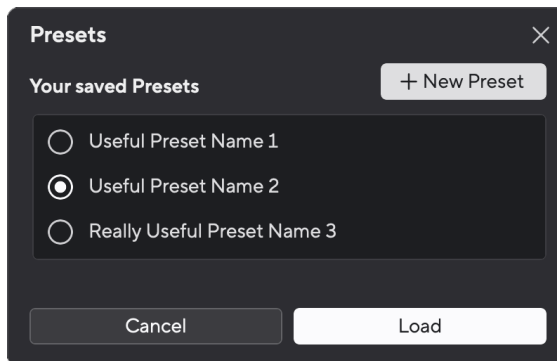 Presets
Your saved Presets
+ New Preset
Useful Preset Name 1
Useful Preset Name 2
Really Useful Preset Name 3
Cancel
Load